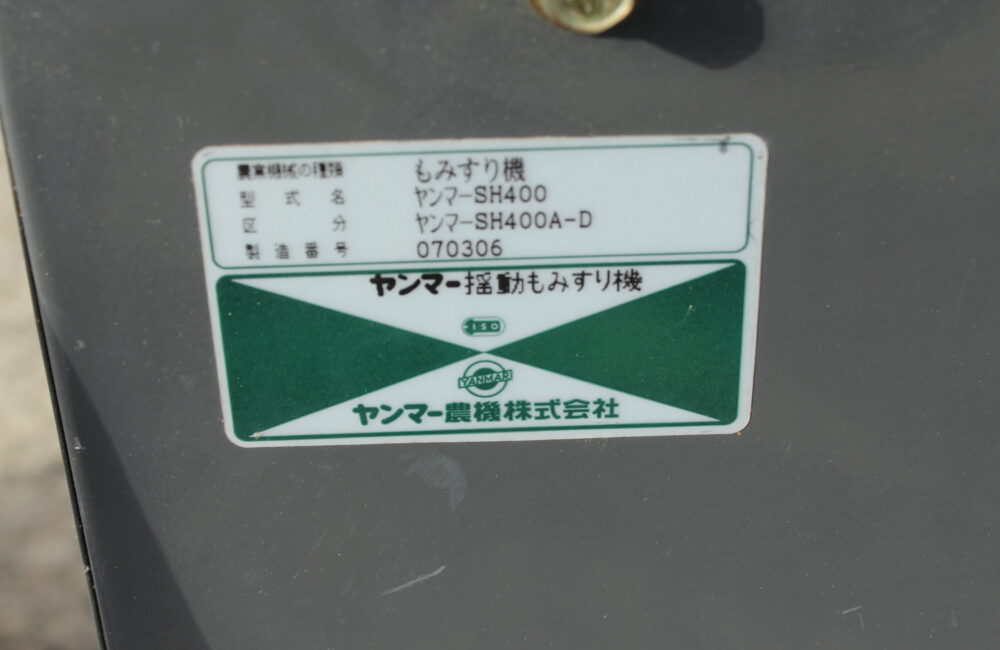 農業機械の種類 もみすり機
型式名 ヤンマーSH400
区分 ヤンマーSH400A-D
製造番号 070306
ヤンマー揺動もみすり機
ISO
YANMAR
ヤンマー農機株式会社